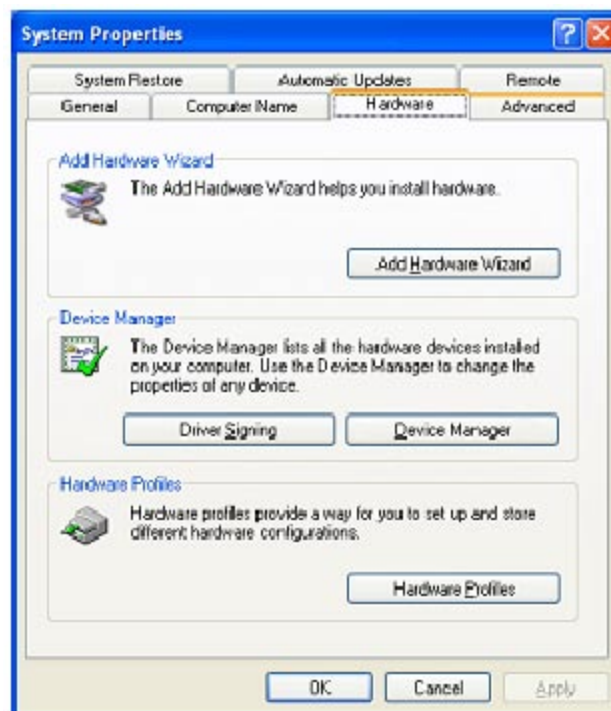 System Properties
System Restore
Automatic Updates
Remote
General
Computer Name
Hardware
Advanced
Add Hardware Wizard
The Add Hardware Wizard helps you install hardware.
Add Hardware Wizard
Device Manager
The Device Manager lists all the hardware devices installed
on your computer. Use the Device Manager to change the
properties of any device.
Driver Signing
Device Manager
Hardware Profiles
Hardware profiles provide a way for you to set up and store
different hardware configurations.
Hardware Profiles
OK
Cancel
Apply